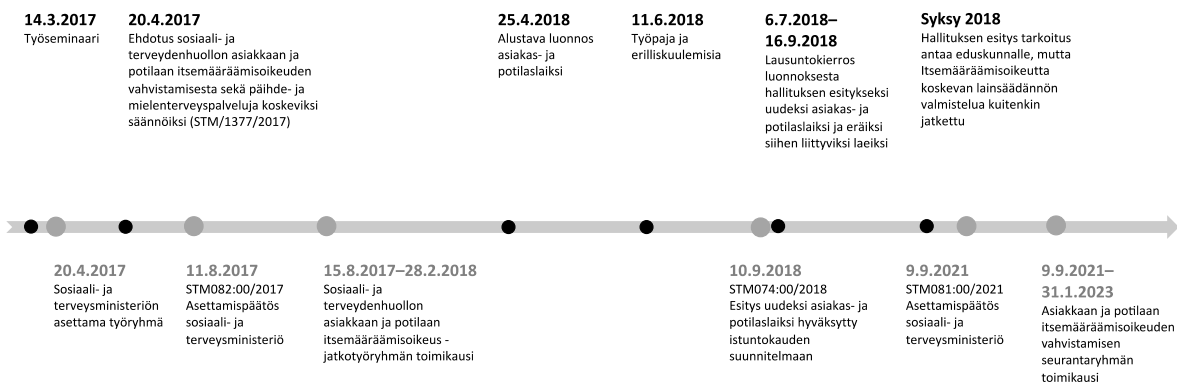 14.3.2017
Työseminaari
20.4.2017
Ehdotus sosiaali- ja
terveydenhuollon asiakkaan ja
potilaan itsemääräämisoikeuden
vahvistamisesta sekä päihde- ja
mielenterveyspalveluja koskeviksi
säännöiksi (STM/1377/2017)
25.4.2018
Alustava luonnos
asiakas- ja
potilaslaiksi
11.6.2018
Työpaja ja
erilliskuulemisia
6.7.2018–
16.9.2018
Lausuntokierros
luonnoksesta
hallituksen esitykseksi
uudeksi asiakas- ja
potilaslaiksi ja eräiksi
siihen liittyviksi laeiksi
Syksy 2018
Hallituksen esitys tarkoitus
antaa eduskunnalle, mutta
Itsemääräämisoikeutta
koskevan lainsäädännön
valmistelua kuitenkin
jatkettu
20.4.2017
Sosiaali- ja
terveysministeriön
asettama työryhmä
11.8.2017
STM082:00/2017
Asettamispäätös
sosiaali- ja
terveysministeriö
15.8.2017–28.2.2018
Sosiaali- ja
terveydenhuollon
asiakkaan ja potilaan
itsemääräämisoikeus -
jatkotyöryhmän toimikausi
10.9.2018
STM074:00/2018
Esitys uudeksi asiakas- ja
potilaslaiksi hyväksytty
istuntokauden
suunnitelmaan
9.9.2021
STM081:00/2021
Asettamispäätös
sosiaali- ja
terveysministeriö
9.9.2021–
31.1.2023
Asiakkaan ja potilaan
itsemääräämisoikeuden
vahvistamisen
seurantaryhmän
toimikausi